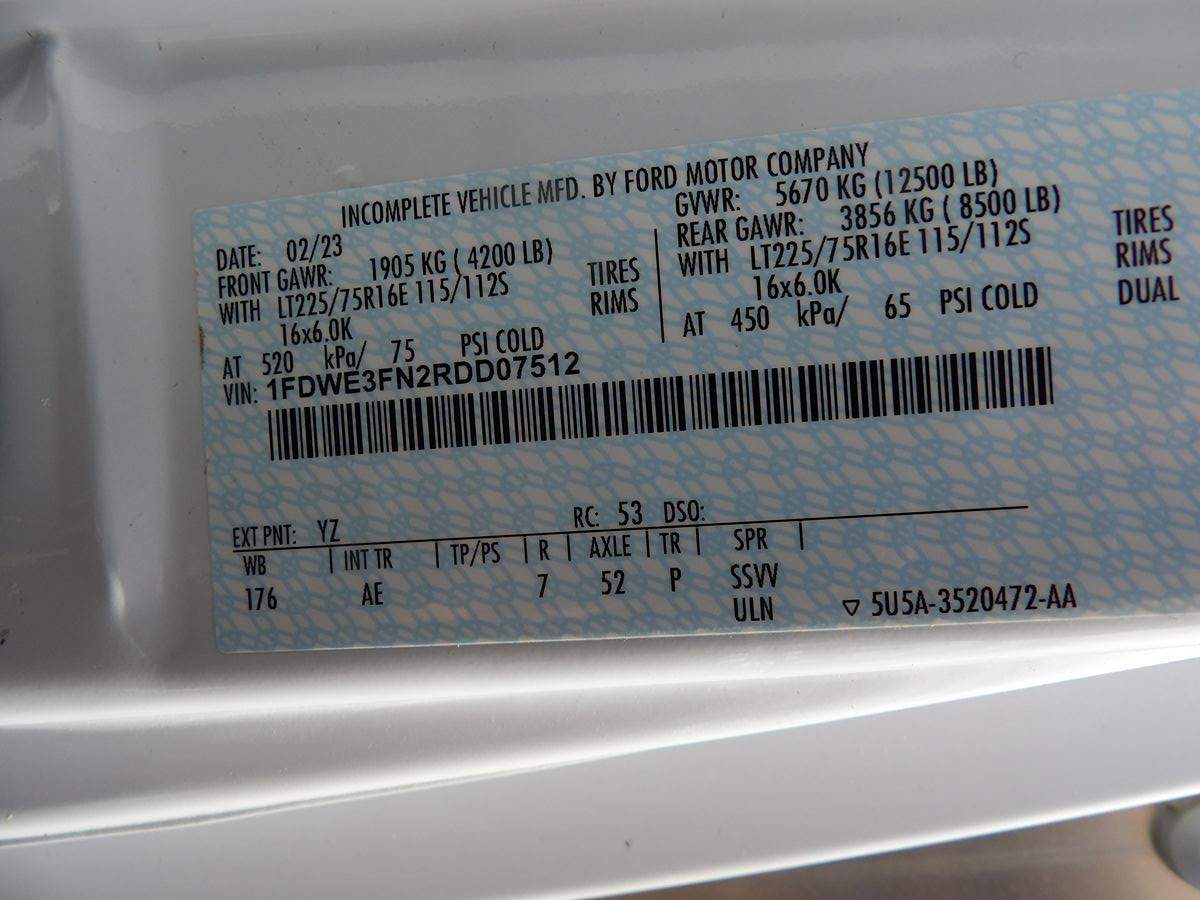 INCOMPLETE VEHICLE MFD. BY FORD MOTOR COMPANY
DATE: 02/23
FRONT GAWR: 1905 KG ( 4200 LB)
WITH LT225/75R16E 115/112S TIRES
16x6.0K RIMS
AT 520 kPa/ 75 PSI COLD
GVWR: 5670 KG (12500 LB)
REAR GAWR: 3856 KG ( 8500 LB)
WITH LT225/75R16E 115/112S TIRES
16x6.0K RIMS
AT 450 kPa/ 65 PSI COLD DUAL
VIN: 1FDWE3FN2RDD07512
EXT PNT: YZ RC: 53 DSO:
WB INT TR TP/PS R AXLE TR SPR
176 AE 7 52 P SSVV
ULN 5U5A-3520472-AA